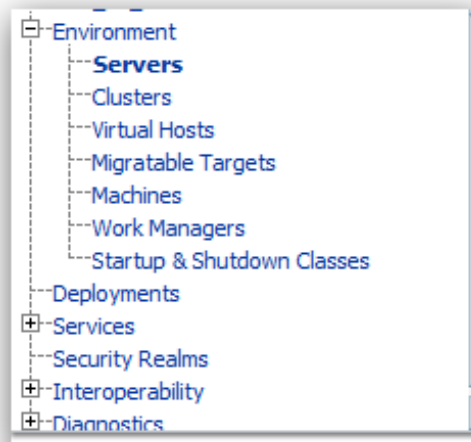 Environment
Servers
Clusters
Virtual Hosts
Migratable Targets
Machines
Work Managers
Startup & Shutdown Classes
Deployments
Services
Security Realms
Interoperability
Diagnostics